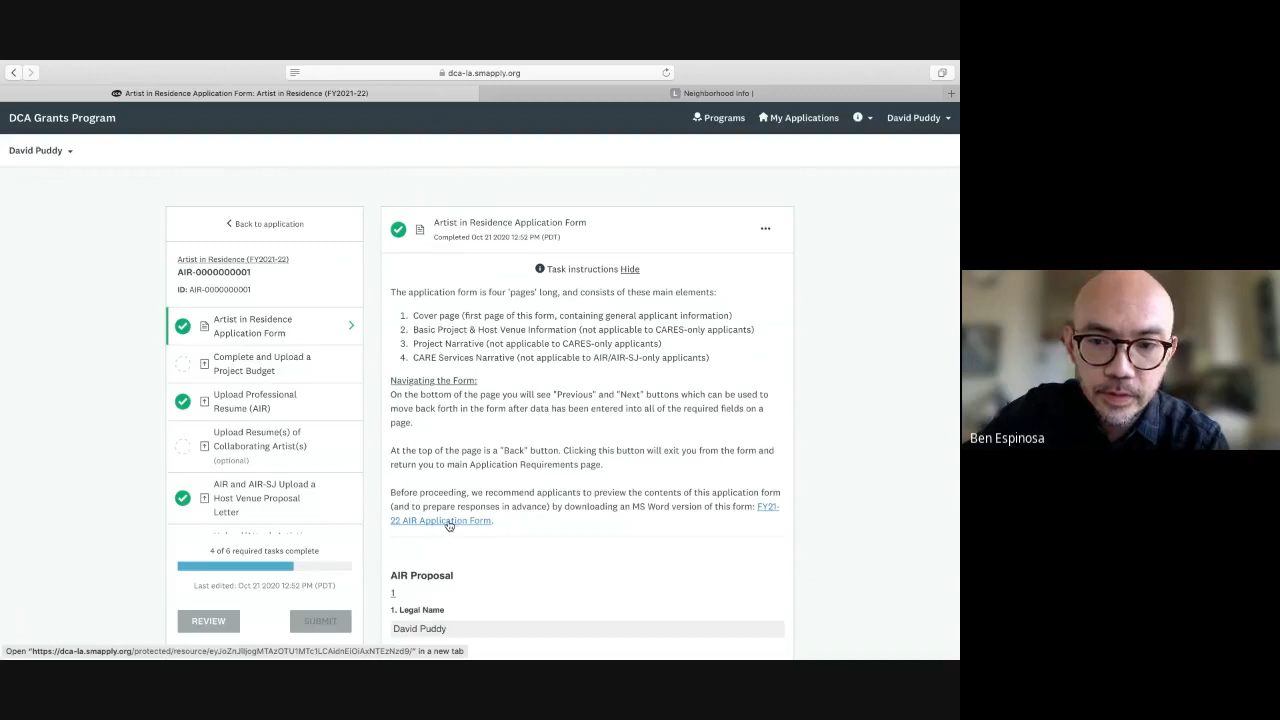 dca-la.smapply.org
Artist in Residence Application Form: Artist in Residence (FY2021-22)
L Neighborhood Info |
DCA Grants Program
Programs
My Applications
David Puddy
David Puddy
Back to application
Artist in Residence (FY2021-22)
AIR-0000000001
ID: AIR-0000000001
Artist in Residence
Application Form
Complete and Upload a
Project Budget
Upload Professional
Resume (AIR)
Upload Resume(s) of
Collaborating Artist(s)
(optional)
AIR and AIR-SJ Upload a
Host Venue Proposal
Letter
4 of 6 required tasks complete
Last edited: Oct 21 2020 12:52 PM (PDT)
REVIEW
SUBMIT
Artist in Residence Application Form
Completed Oct 21 2020 12:52 PM (PDT)
Task instructions Hide
The application form is four 'pages' long, and consists of these main elements:
1. Cover page (first page of this form, containing general applicant information)
2. Basic Project & Host Venue Information (not applicable to CARES-only applicants)
3. Project Narrative (not applicable to CARES-only applicants)
4. CARE Services Narrative (not applicable to AIR/AIR-SJ-only applicants)
Navigating the Form:
On the bottom of the page you will see "Previous" and "Next" buttons which can be used to
move back forth in the form after data has been entered into all of the required fields on a
page.
At the top of the page is a "Back" button. Clicking this button will exit you from the form and
return you to main Application Requirements page.
Before proceeding, we recommend applicants to preview the contents of this application form
(and to prepare responses in advance) by downloading an MS Word version of this form: FY21-
22 AIR Application Form.
AIR Proposal
1
1. Legal Name
David Puddy
Ben Espinosa